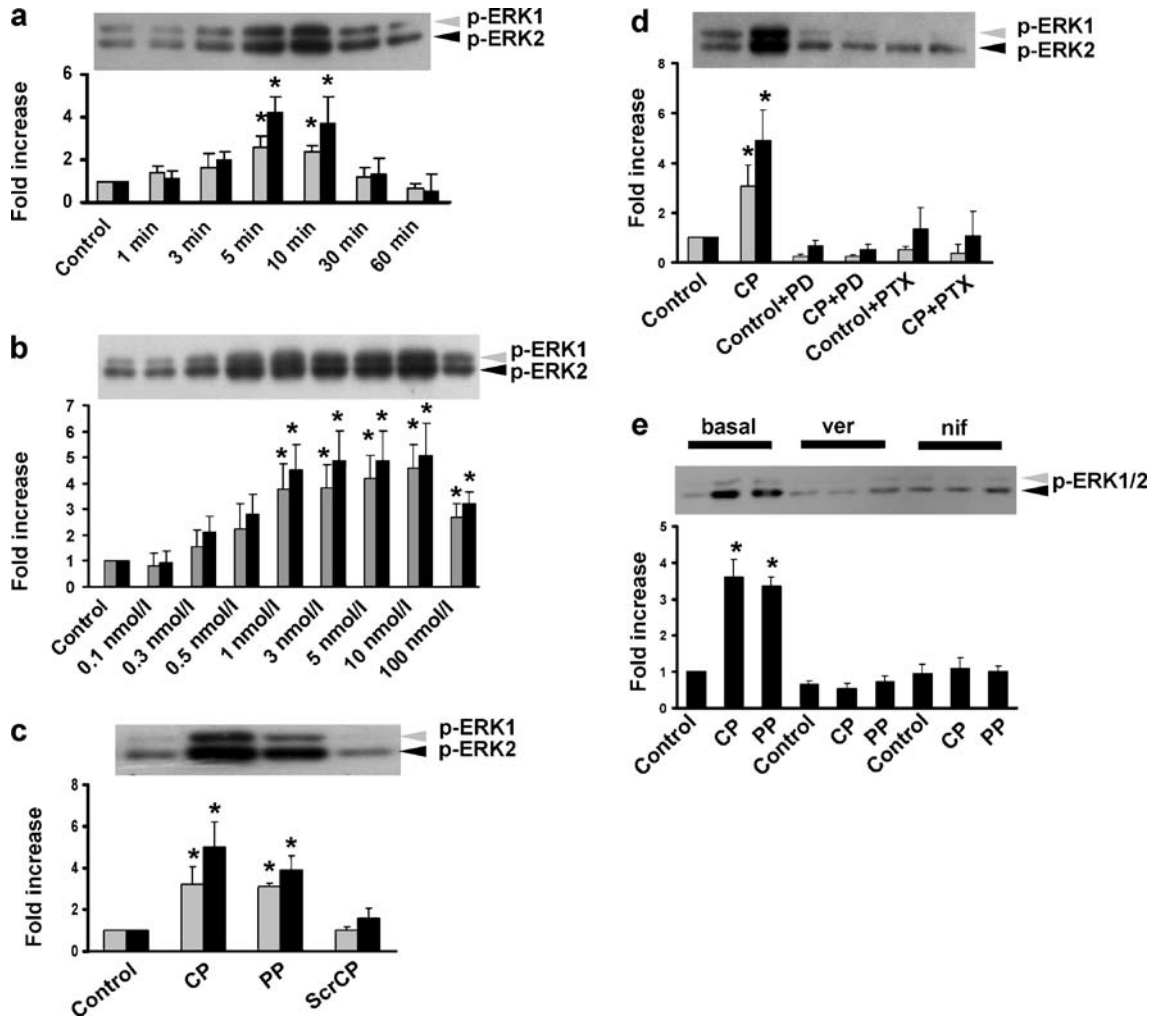 a
p-ERK1
p-ERK2
Fold increase
6
4
2
0
*
*
*
*
Control
1 min
3 min
5 min
10 min
30 min
60 min
b
p-ERK1
p-ERK2
Fold increase
7
6
5
4
3
2
1
0
*
*
*
*
*
*
*
*
*
*
Control
0.1 nmol/l
0.3 nmol/l
0.5 nmol/l
1 nmol/l
3 nmol/l
5 nmol/l
10 nmol/l
100 nmol/l
c
p-ERK1
p-ERK2
Fold increase
8
6
4
2
0
*
*
*
*
Control
CP
PP
ScrCP
d
p-ERK1
p-ERK2
Fold increase
8
6
4
2
0
*
*
Control
CP
Control+PD
CP+PD
Control+PTX
CP+PTX
e
basal
ver
nif
p-ERK1/2
Fold increase
5
4
3
2
1
0
*
*
Control
CP
PP
Control
CP
PP
Control
CP
PP